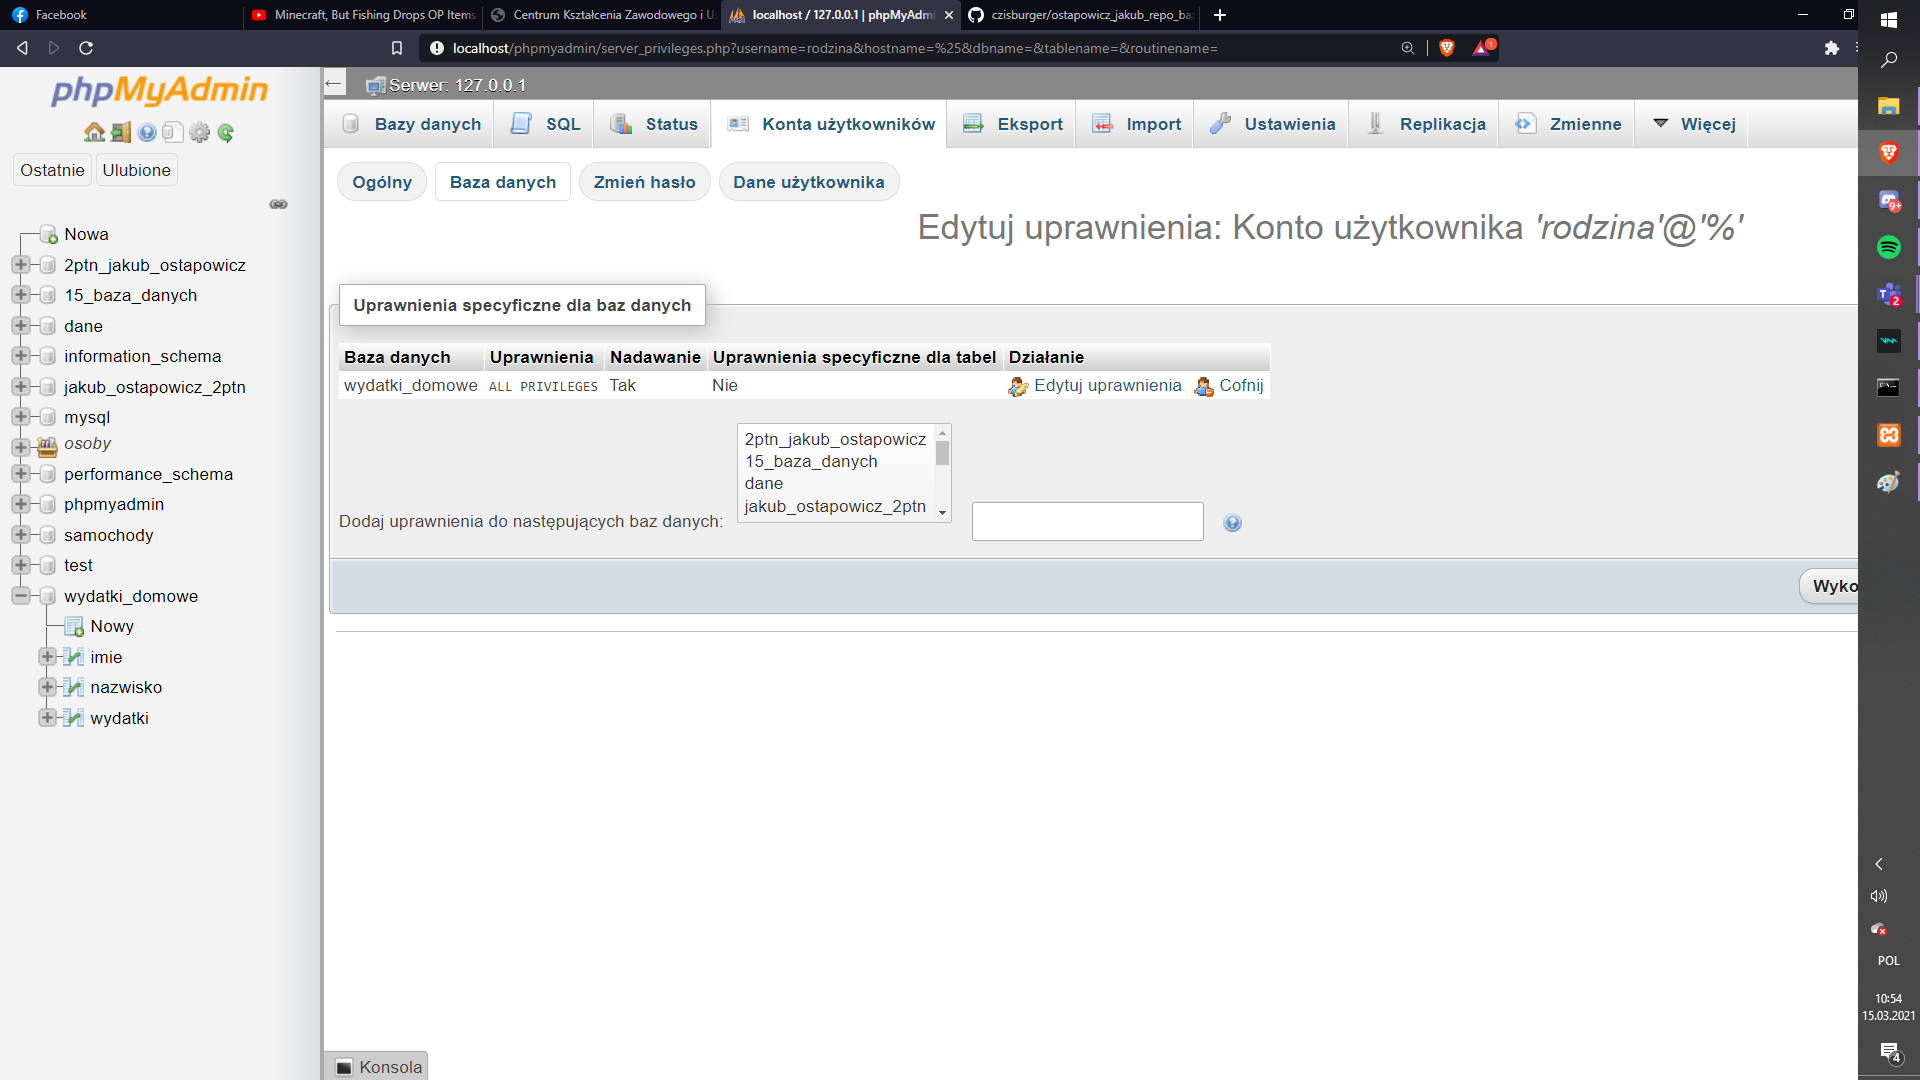 Facebook
Minecraft, But Fishing Drops OP Items
Centrum Kształcenia Zawodowego i U
localhost / 127.0.0.1 | phpMyAdmi
czisburger/ostapowicz_jakub_repo_ba
localhost/phpmyadmin/server_privileges.php?username=rodzina&hostname=%25&dbname=&tablename=&routinename=
1
phpMyAdmin
Ostatnie
Ulubione
Nowa
2ptn_jakub_ostapowicz
15_baza_danych
dane
information_schema
jakub_ostapowicz_2ptn
mysql
osoby
performance_schema
phpmyadmin
samochody
test
wydatki_domowe
Nowy
imie
nazwisko
wydatki
Serwer: 127.0.0.1
Bazy danych
SQL
Status
Konta użytkowników
Eksport
Import
Ustawienia
Replikacja
Zmienne
Więcej
Ogólny
Baza danych
Zmień hasło
Dane użytkownika
Edytuj uprawnienia: Konto użytkownika 'rodzina'@'%'
Uprawnienia specyficzne dla baz danych
Baza danych Uprawnienia Nadawanie Uprawnienia specyficzne dla tabel Działanie
wydatki_domowe ALL PRIVILEGES Tak Nie Edytuj uprawnienia Cofnij
2ptn_jakub_ostapowicz
15_baza_danych
dane
jakub_ostapowicz_2ptn
Dodaj uprawnienia do następujących baz danych:
Wyko
Konsola
9+
2
POL
10:54
15.03.2021
4